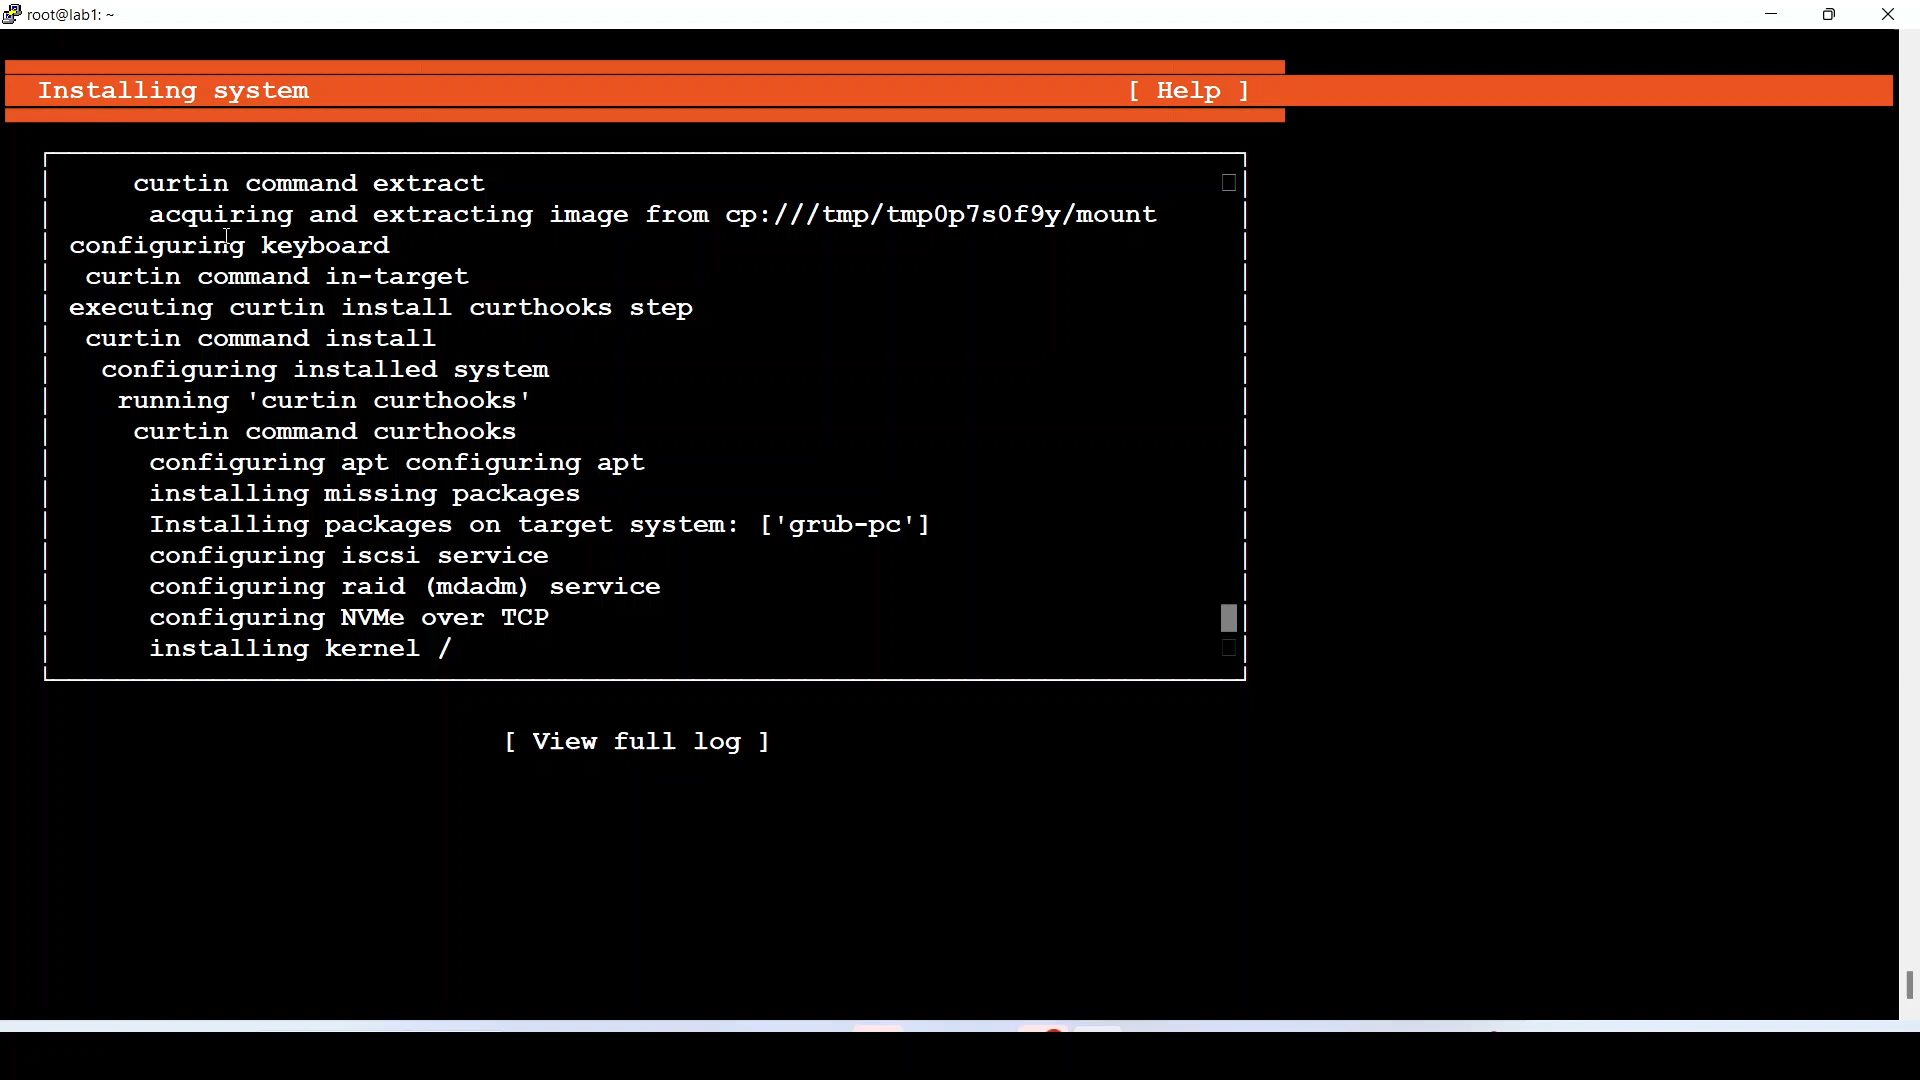 root@lab1: ~
Installing system [ Help ]
curtin command extract
acquiring and extracting image from cp:///tmp/tmp0p7s0f9y/mount
configuring keyboard
curtin command in-target
executing curtin install curthooks step
curtin command install
configuring installed system
running 'curtin curthooks'
curtin command curthooks
configuring apt configuring apt
installing missing packages
Installing packages on target system: ['grub-pc']
configuring iscsi service
configuring raid (mdadm) service
configuring NVMe over TCP
installing kernel /
[ View full log ]